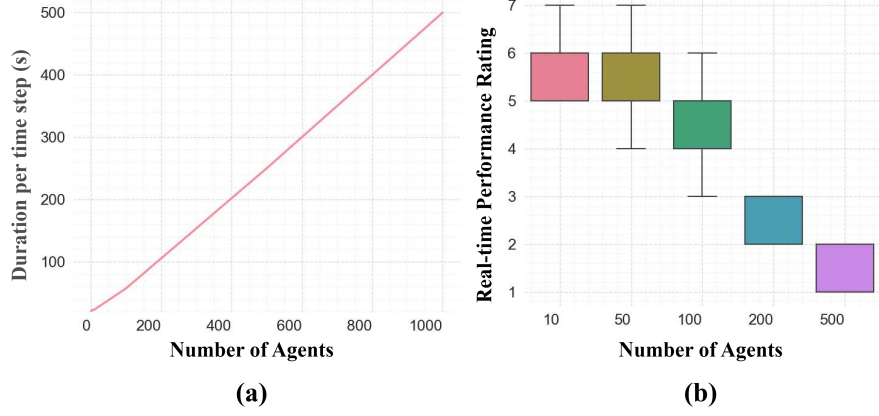 500
400
300
200
100
Duration per time step (s)
0 200 400 600 800 1000
Number of Agents
(a)
7
6
5
4
3
2
1
Real-time Performance Rating
10 50 100 200 500
Number of Agents
(b)